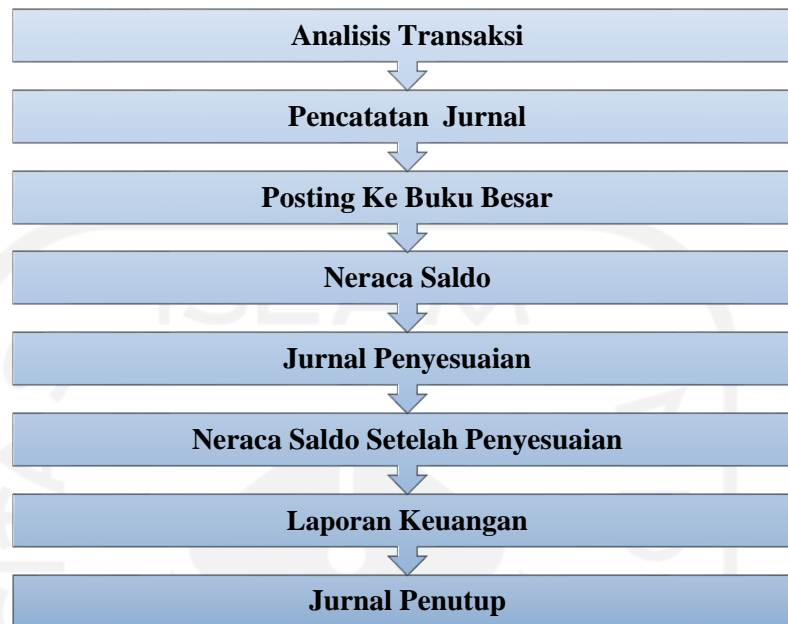 Analisis Transaksi
Pencatatan Jurnal
Posting Ke Buku Besar
Neraca Saldo
Jurnal Penyesuaian
Neraca Saldo Setelah Penyesuaian
Laporan Keuangan
Jurnal Penutup